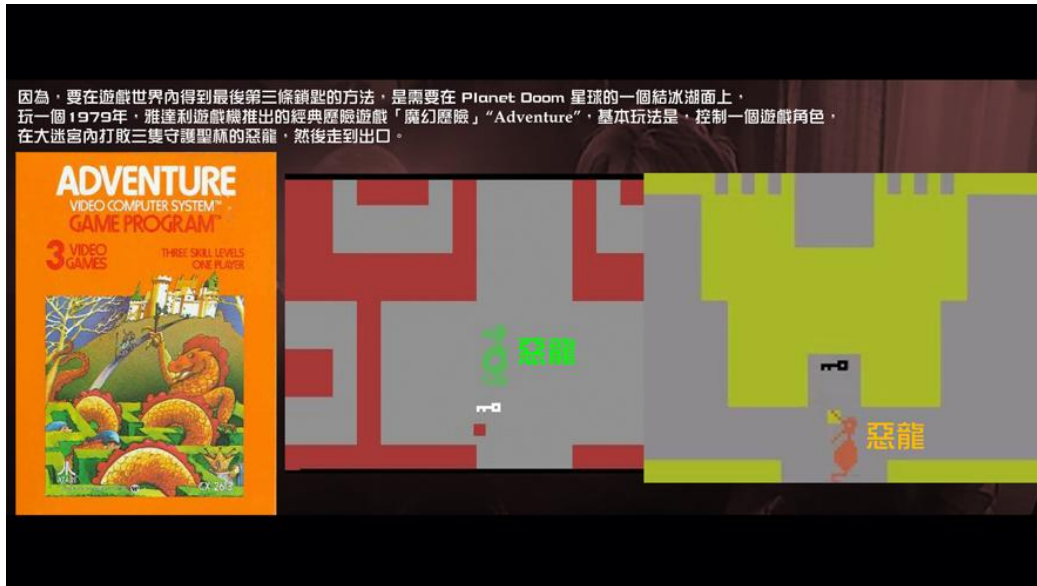 因為，要在遊戲世界內得到最後第三條鎖匙的方法，是需要在 Planet Doom 星球的一個結冰湖面上，
玩一個1979年，雅達利遊戲機推出的經典歷險遊戲「魔幻歷險」“Adventure”，基本玩法是，控制一個遊戲角色，
在大迷宮內打敗三隻守護聖杯的惡龍，然後走到出口。
ADVENTURE
VIDEO COMPUTER SYSTEM™
GAME PROGRAM™
3 VIDEO GAMES
THREE SKILL LEVELS
ONE PLAYER
惡龍
惡龍
ATARI
CX-2613